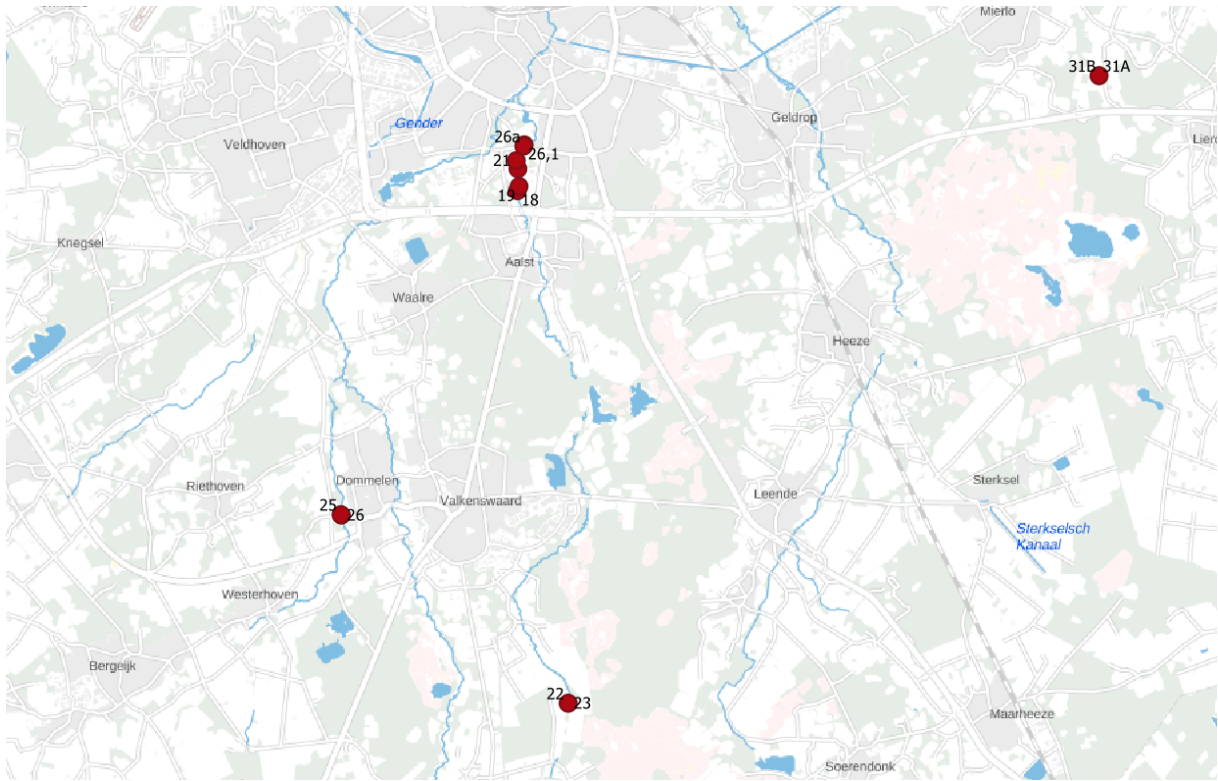 Mierlo
31B 31A
Geldrop
Gender
Veldhoven
26a
21 26,1
19 18
Knegsel
Aalst
Waalre
Heeze
Dommelen
Riethoven
Valkenswaard
Leende
Sterksel
25 26
Sterkselsch
Kanaal
Westerhoven
Bergeijk
22 23
Maarheeze
Soerendonk